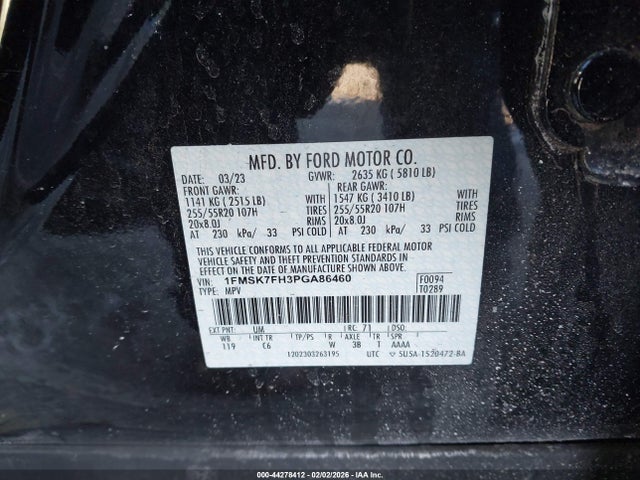 MFD. BY FORD MOTOR CO.
DATE: 03/23 GVWR: 2635 KG ( 5810 LB)
FRONT GAWR: REAR GAWR:
1141 KG ( 2515 LB) WITH 1547 KG ( 3410 LB) WITH
255/55R20 107H TIRES 255/55R20 107H TIRES
20x8.0J RIMS 20x8.0J RIMS
AT 230 kPa/ 33 PSI COLD AT 230 kPa/ 33 PSI COLD
THIS VEHICLE CONFORMS TO ALL APPLICABLE FEDERAL MOTOR
VEHICLE SAFETY AND THEFT PREVENTION STANDARDS IN
EFFECT ON THE DATE OF MANUFACTURE SHOWN ABOVE.
VIN: 1FMSK7FH3PGA86460 F0094
TYPE: MPV T0289
EXT PNT: UM RC: 71 DSO:
WB INT TR TP/PS R AXLE TR SPR
119 C6 W 3B T AAAA
1202303263195 UTC SU5A-1520472-BA
000-44278412 - 02/02/2026 - IAA Inc.